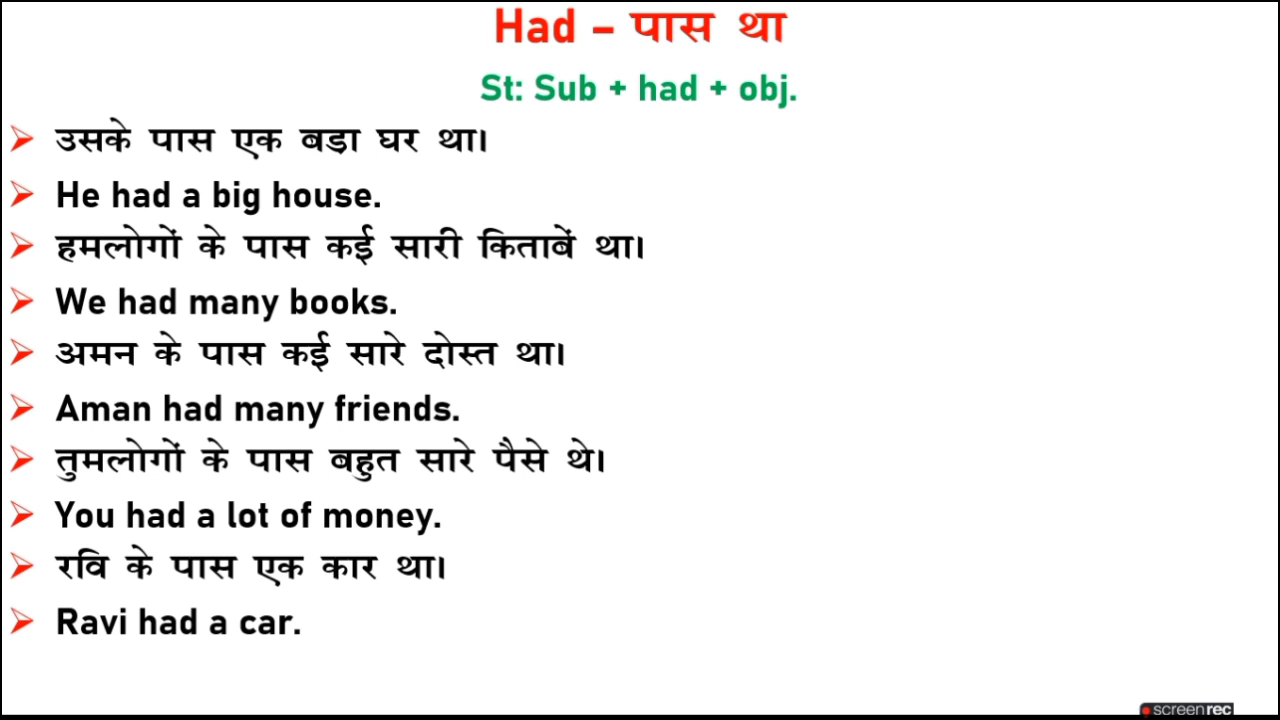 Had – पास था
St: Sub + had + obj.
उसके पास एक बडा घर था।
He had a big house.
हमलोगों के पास कई सारी किताबें था।
We had many books.
अमन के पास कई सारे दोस्त था।
Aman had many friends.
तुमलोगों के पास बहुत सारे पैसे थे।
You had a lot of money.
रवि के पास एक कार था।
Ravi had a car.
screenrec